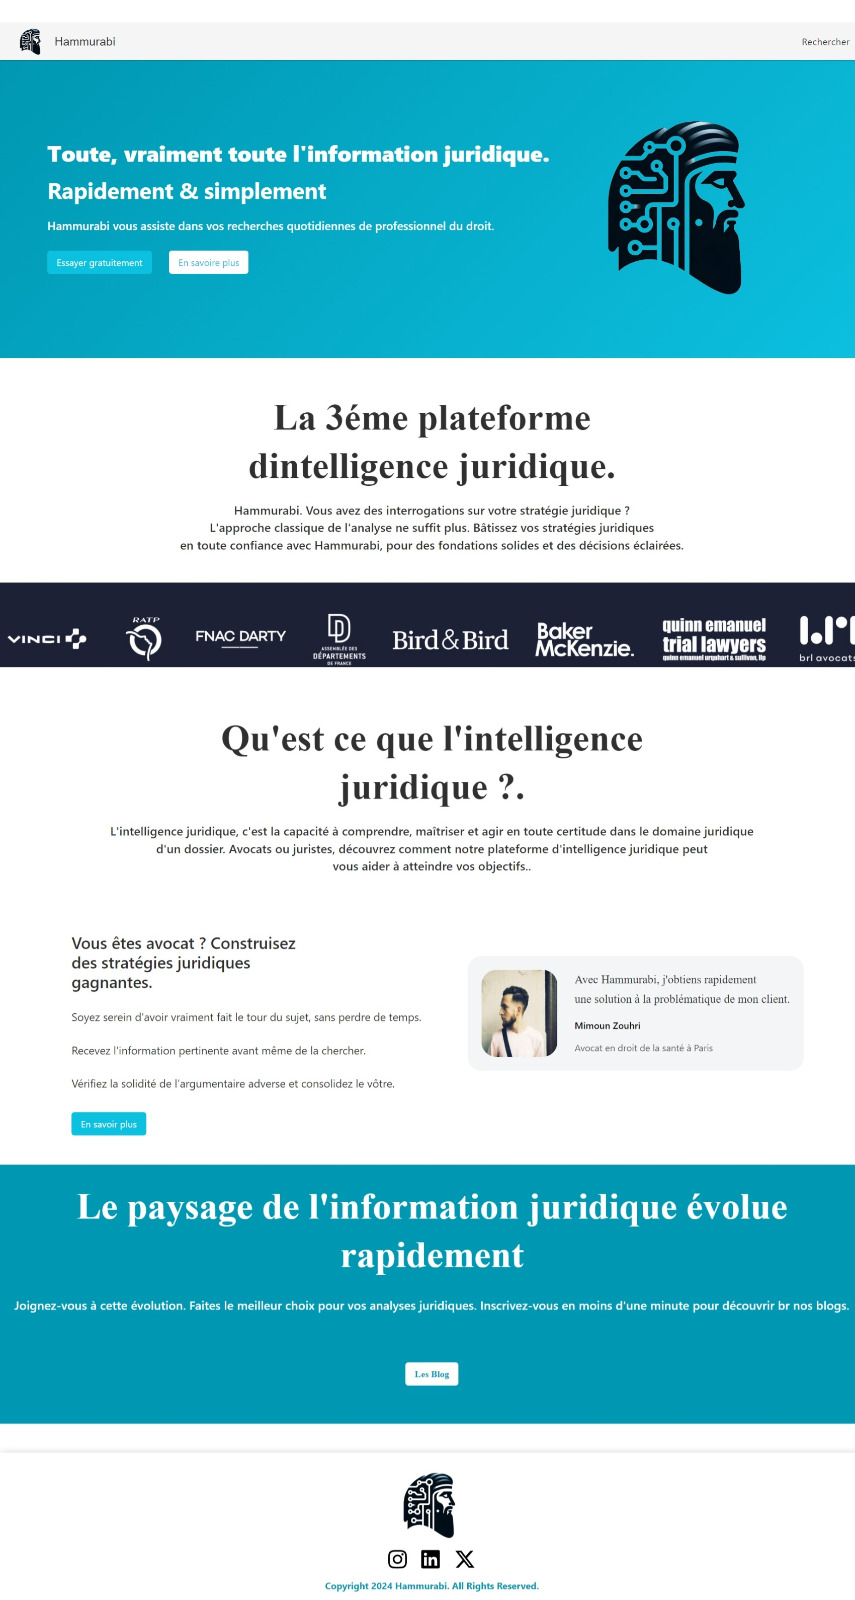 Hammurabi
Rechercher
Toute, vraiment toute l'information juridique.
Rapidement & simplement
Hammurabi vous assiste dans vos recherches quotidiennes de professionnel du droit.
Essayer gratuitement
En savoire plus
La 3éme plateforme
dintelligence juridique.
Hammurabi. Vous avez des interrogations sur votre stratégie juridique ?
L'approche classique de l'analyse ne suffit plus. Bâtissez vos stratégies juridiques
en toute confiance avec Hammurabi, pour des fondations solides et des décisions éclairées.
VINCI
RATP
FNAC DARTY
ASSEMBLÉE DES
DÉPARTEMENTS
DE FRANCE
Bird & Bird
Baker
McKenzie.
quinn emanuel
trial lawyers
quinn emanuel urquhart & sullivan, llp
brl avocats
Qu'est ce que l'intelligence
juridique ?.
L'intelligence juridique, c'est la capacité à comprendre, maîtriser et agir en toute certitude dans le domaine juridique
d'un dossier. Avocats ou juristes, découvrez comment notre plateforme d'intelligence juridique peut
vous aider à atteindre vos objectifs..
Vous êtes avocat ? Construisez
des stratégies juridiques
gagnantes.
Soyez serein d'avoir vraiment fait le tour du sujet, sans perdre de temps.
Recevez l'information pertinente avant même de la chercher.
Vérifiez la solidité de l'argumentaire adverse et consolidez le vôtre.
En savoir plus
Avec Hammurabi, j'obtiens rapidement
une solution à la problématique de mon client.
Mimoun Zouhri
Avocat en droit de la santé à Paris
Le paysage de l'information juridique évolue
rapidement
Joignez-vous à cette évolution. Faites le meilleur choix pour vos analyses juridiques. Inscrivez-vous en moins d'une minute pour découvrir br nos blogs.
Les Blog
Copyright 2024 Hammurabi. All Rights Reserved.